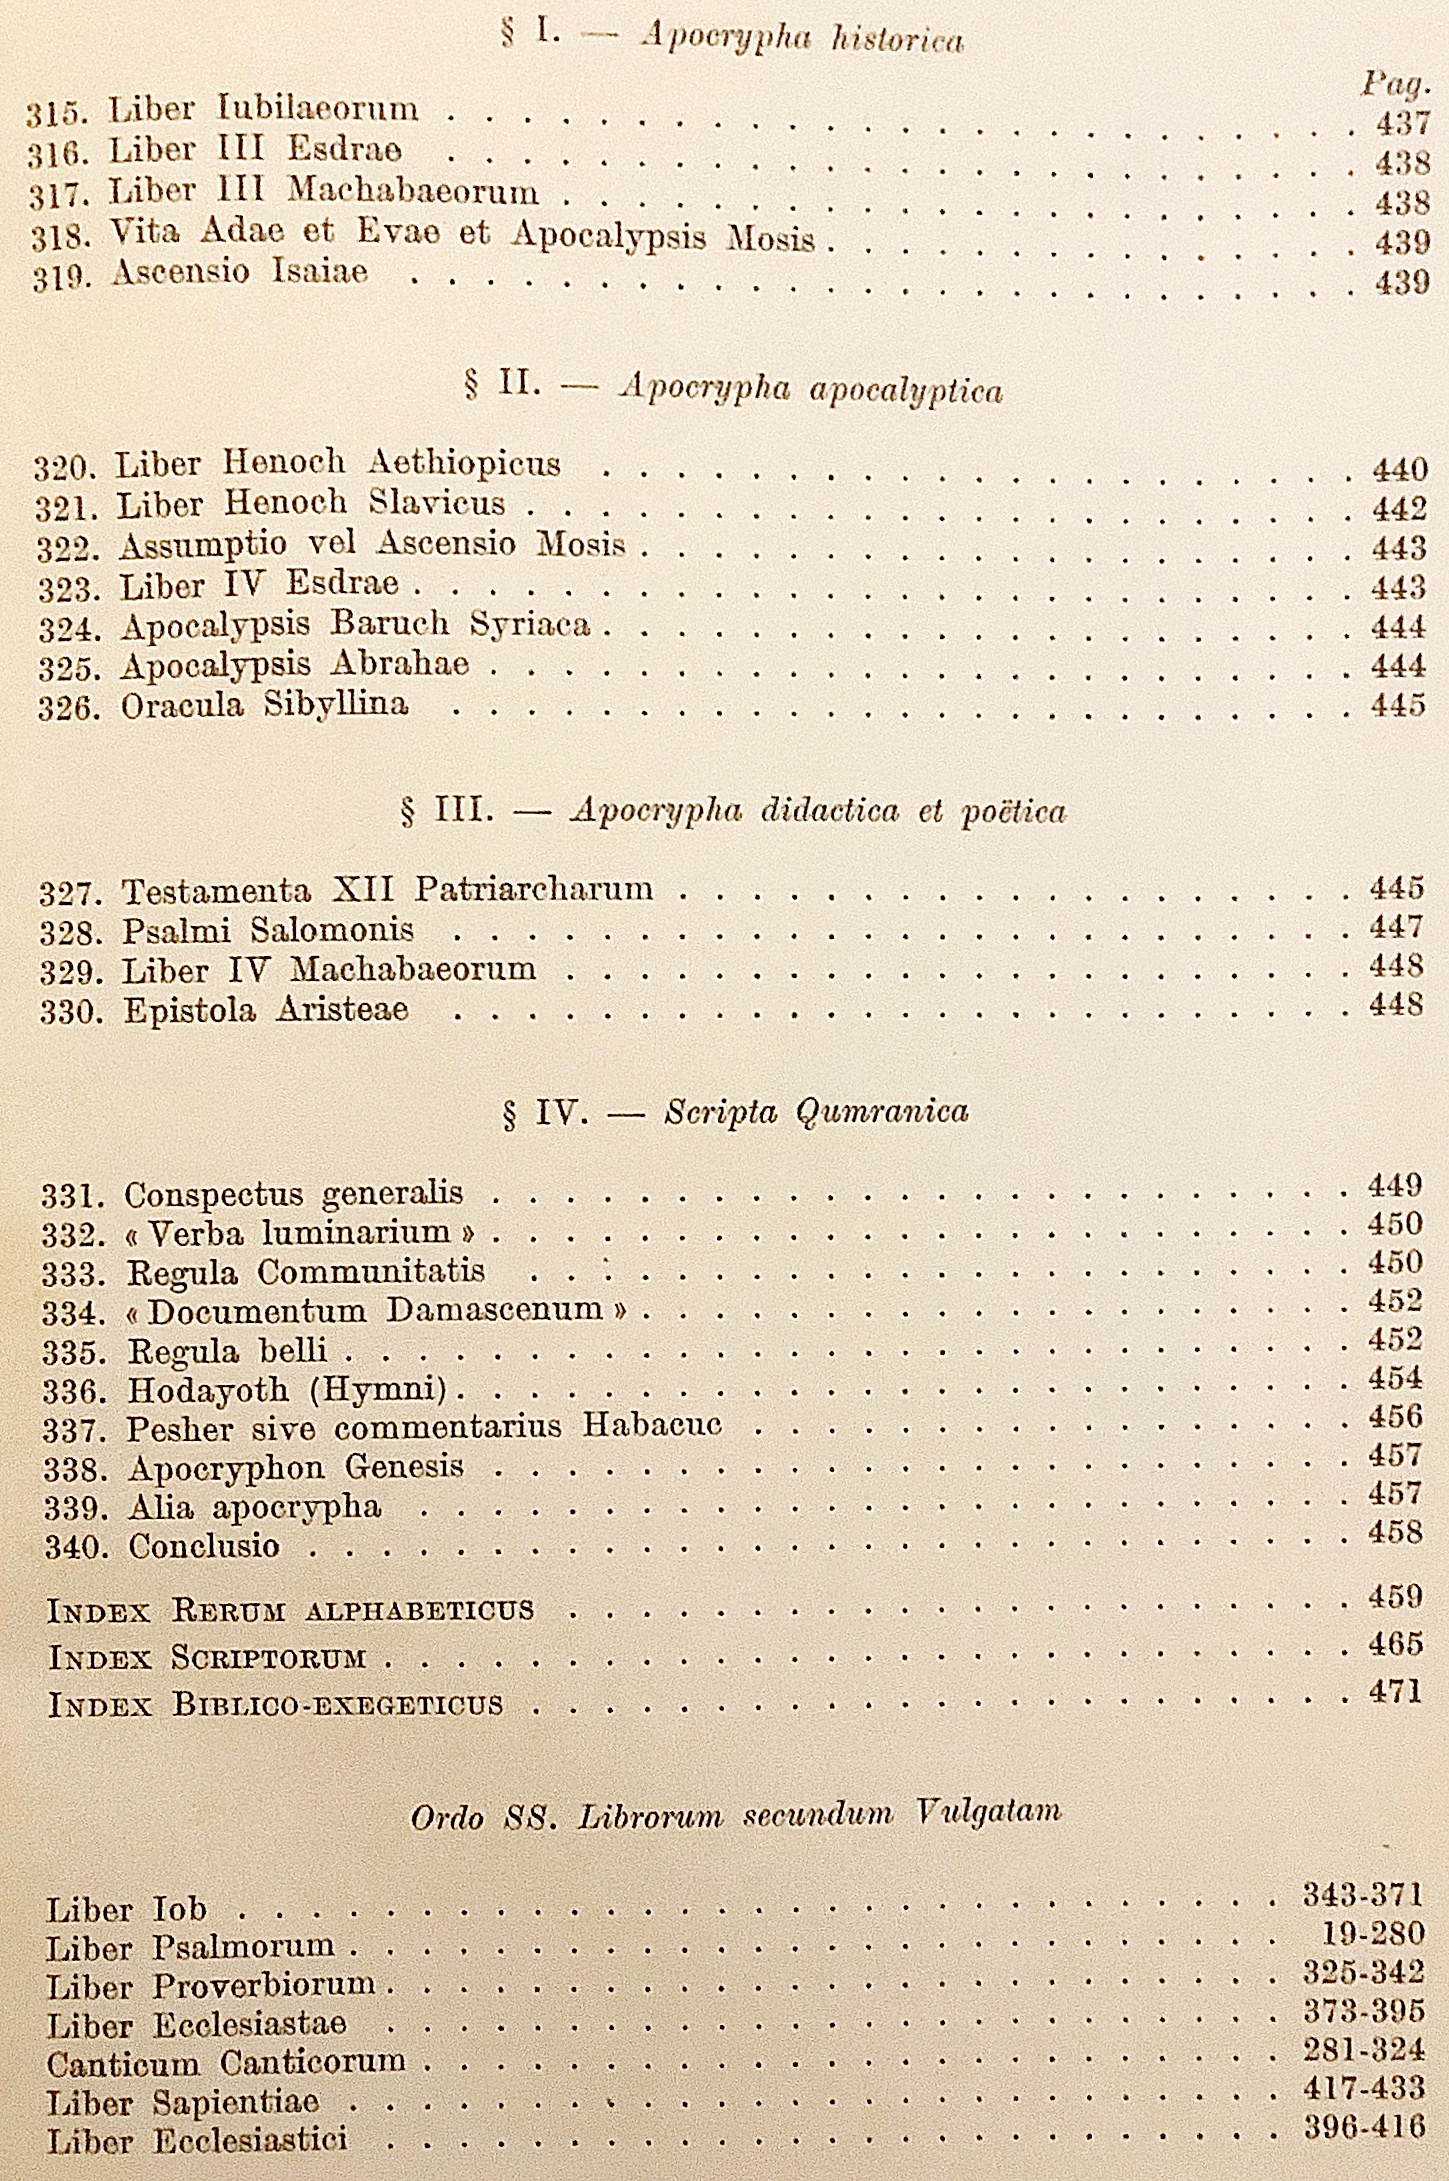 § I. — Apocrypha historica
Pag.
315. Liber Iubilaeorum . . . . . . . . . . . . . . . . . . . . . . . . . 437
316. Liber III Esdrae . . . . . . . . . . . . . . . . . . . . . . . . . 438
317. Liber III Machabaeorum . . . . . . . . . . . . . . . . . . . . . . 438
318. Vita Adae et Evae et Apocalypsis Mosis . . . . . . . . . . . . . . . 439
319. Ascensio Isaiae . . . . . . . . . . . . . . . . . . . . . . . . . . 439
§ II. — Apocrypha apocalyptica
320. Liber Henoch Aethiopicus . . . . . . . . . . . . . . . . . . . . . 440
321. Liber Henoch Slavicus . . . . . . . . . . . . . . . . . . . . . . . 442
322. Assumptio vel Ascensio Mosis . . . . . . . . . . . . . . . . . . . . 443
323. Liber IV Esdrae . . . . . . . . . . . . . . . . . . . . . . . . . . 443
324. Apocalypsis Baruch Syriaca . . . . . . . . . . . . . . . . . . . . . 444
325. Apocalypsis Abrahae . . . . . . . . . . . . . . . . . . . . . . . . 444
326. Oracula Sibyllina . . . . . . . . . . . . . . . . . . . . . . . . . 445
§ III. — Apocrypha didactica et poëtica
327. Testamenta XII Patriarcharum . . . . . . . . . . . . . . . . . . . 445
328. Psalmi Salomonis . . . . . . . . . . . . . . . . . . . . . . . . . 447
329. Liber IV Machabaeorum . . . . . . . . . . . . . . . . . . . . . . 448
330. Epistola Aristeae . . . . . . . . . . . . . . . . . . . . . . . . . 448
§ IV. — Scripta Qumranica
331. Conspectus generalis . . . . . . . . . . . . . . . . . . . . . . . . 449
332. « Verba luminarium » . . . . . . . . . . . . . . . . . . . . . . . . 450
333. Regula Communitatis . . . . . . . . . . . . . . . . . . . . . . . 450
334. « Documentum Damascenum » . . . . . . . . . . . . . . . . . . . . 452
335. Regula belli . . . . . . . . . . . . . . . . . . . . . . . . . . . . 452
336. Hodayoth (Hymni) . . . . . . . . . . . . . . . . . . . . . . . . . 454
337. Pesher sive commentarius Habacuc . . . . . . . . . . . . . . . . . 456
338. Apocryphon Genesis . . . . . . . . . . . . . . . . . . . . . . . . 457
339. Alia apocrypha . . . . . . . . . . . . . . . . . . . . . . . . . . 457
340. Conclusio . . . . . . . . . . . . . . . . . . . . . . . . . . . . . 458
INDEX RERUM ALPHABETICUS . . . . . . . . . . . . . . . . . . . . . . 459
INDEX SCRIPTORUM . . . . . . . . . . . . . . . . . . . . . . . . . . . 465
INDEX BIBLICO-EXEGETICUS . . . . . . . . . . . . . . . . . . . . . . . 471
Ordo SS. Librorum secundum Vulgatam
Liber Iob . . . . . . . . . . . . . . . . . . . . . . . . . . . . . 343-371
Liber Psalmorum . . . . . . . . . . . . . . . . . . . . . . . . . . 19-280
Liber Proverbiorum . . . . . . . . . . . . . . . . . . . . . . . . . 325-342
Liber Ecclesiastae . . . . . . . . . . . . . . . . . . . . . . . . . 373-395
Canticum Canticorum . . . . . . . . . . . . . . . . . . . . . . . . 281-324
Liber Sapientiae . . . . . . . . . . . . . . . . . . . . . . . . . . 417-433
Liber Ecclesiastici . . . . . . . . . . . . . . . . . . . . . . . . . 396-416